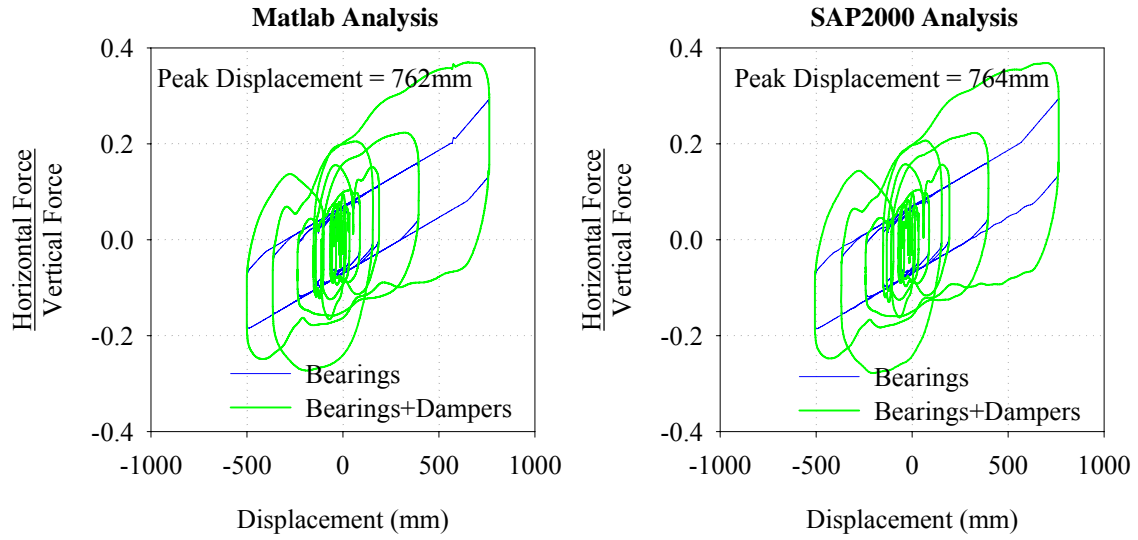 Matlab Analysis
Peak Displacement = 762mm
0.4
0.2
0.0
-0.2
-0.4
Horizontal Force
Vertical Force
Bearings
Bearings+Dampers
-1000 -500 0 500 1000
Displacement (mm)
SAP2000 Analysis
Peak Displacement = 764mm
0.4
0.2
0.0
-0.2
-0.4
Horizontal Force
Vertical Force
Bearings
Bearings+Dampers
-1000 -500 0 500 1000
Displacement (mm)